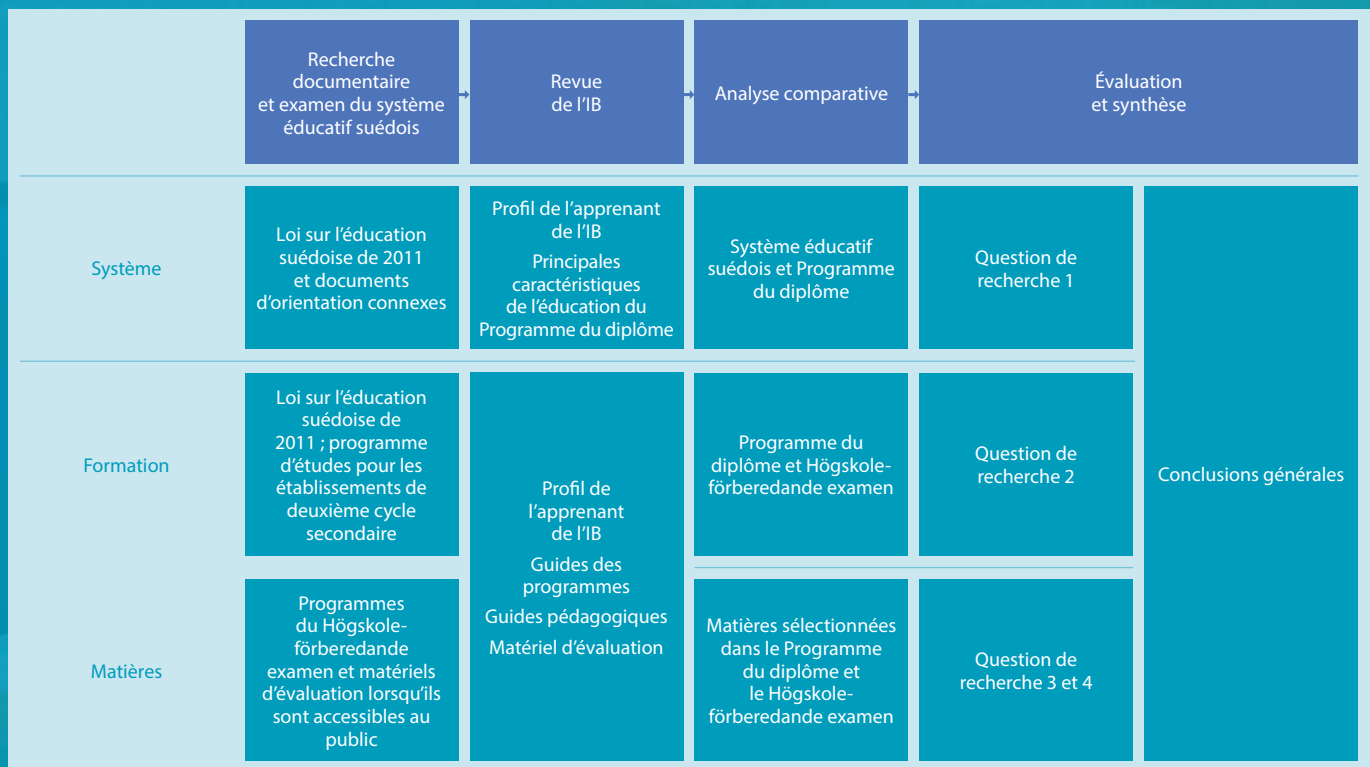 Recherche
documentaire
et examen du système
éducatif suédois
Revue
de l'IB
Analyse comparative
Évaluation
et synthèse
Système
Loi sur l'éducation
suédoise de 2011
et documents
d'orientation connexes
Profil de l'apprenant
de l'IB
Principales
caractéristiques
de l'éducation du
Programme du diplôme
Système éducatif
suédois et Programme
du diplôme
Question de
recherche 1
Formation
Loi sur l'éducation
suédoise de
2011 ; programme
d'études pour les
établissements de
deuxième cycle
secondaire
Profil de
l'apprenant
de l'IB
Guides des
programmes
Guides pédagogiques
Matériel d'évaluation
Programme du
diplôme et Högskole-
förberedande examen
Question de
recherche 2
Conclusions générales
Matières
Programmes
du Högskole-
förberedande
examen et matériels
d'évaluation lorsqu'ils
sont accessibles au
public
Matières sélectionnées
dans le Programme
du diplôme et
le Högskole-
förberedande examen
Question de
recherche 3 et 4